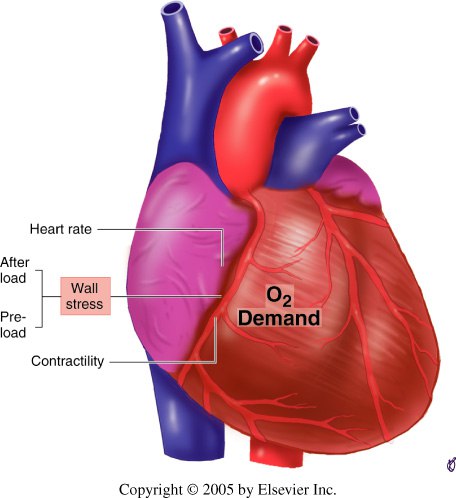 Heart rate
After
load
Wall
stress
Pre-
load
Contractility
O₂
Demand
Copyright © 2005 by Elsevier Inc.